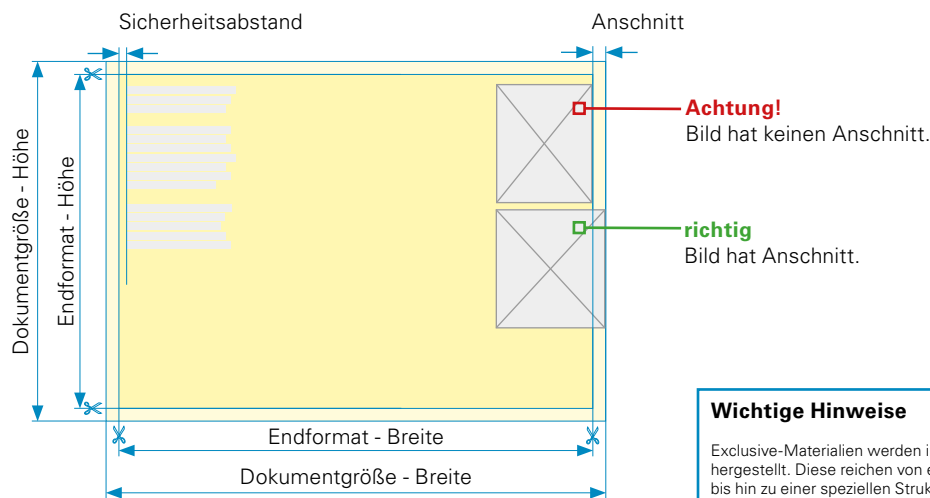 Sicherheitsabstand
Anschnitt
Dokumentgröße - Höhe
Endformat - Höhe
Achtung!
Bild hat keinen Anschnitt.
richtig
Bild hat Anschnitt.
Endformat - Breite
Dokumentgröße - Breite
Wichtige Hinweise
Exclusive-Materialien werden i
hergestellt. Diese reichen von e
bis hin zu einer speziellen Struk